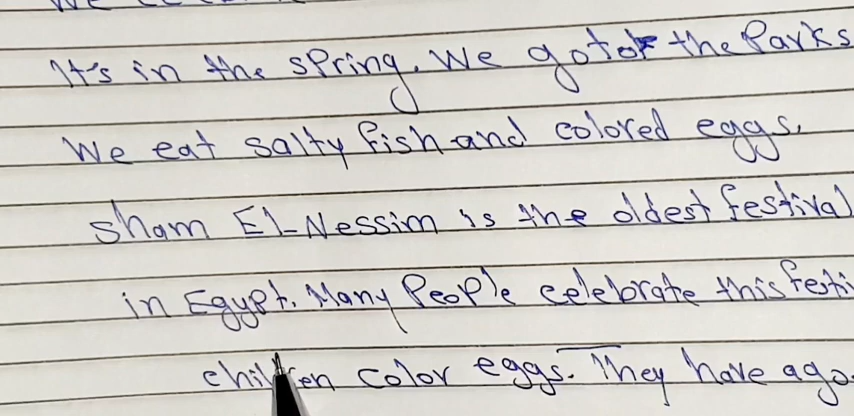 It's in the spring. We go to the Parks
We eat salty fish and colored eggs.
sham El-Nessim is the oldest festival
in Egypt. Many People celebrate this festi
children color eggs. They have a go